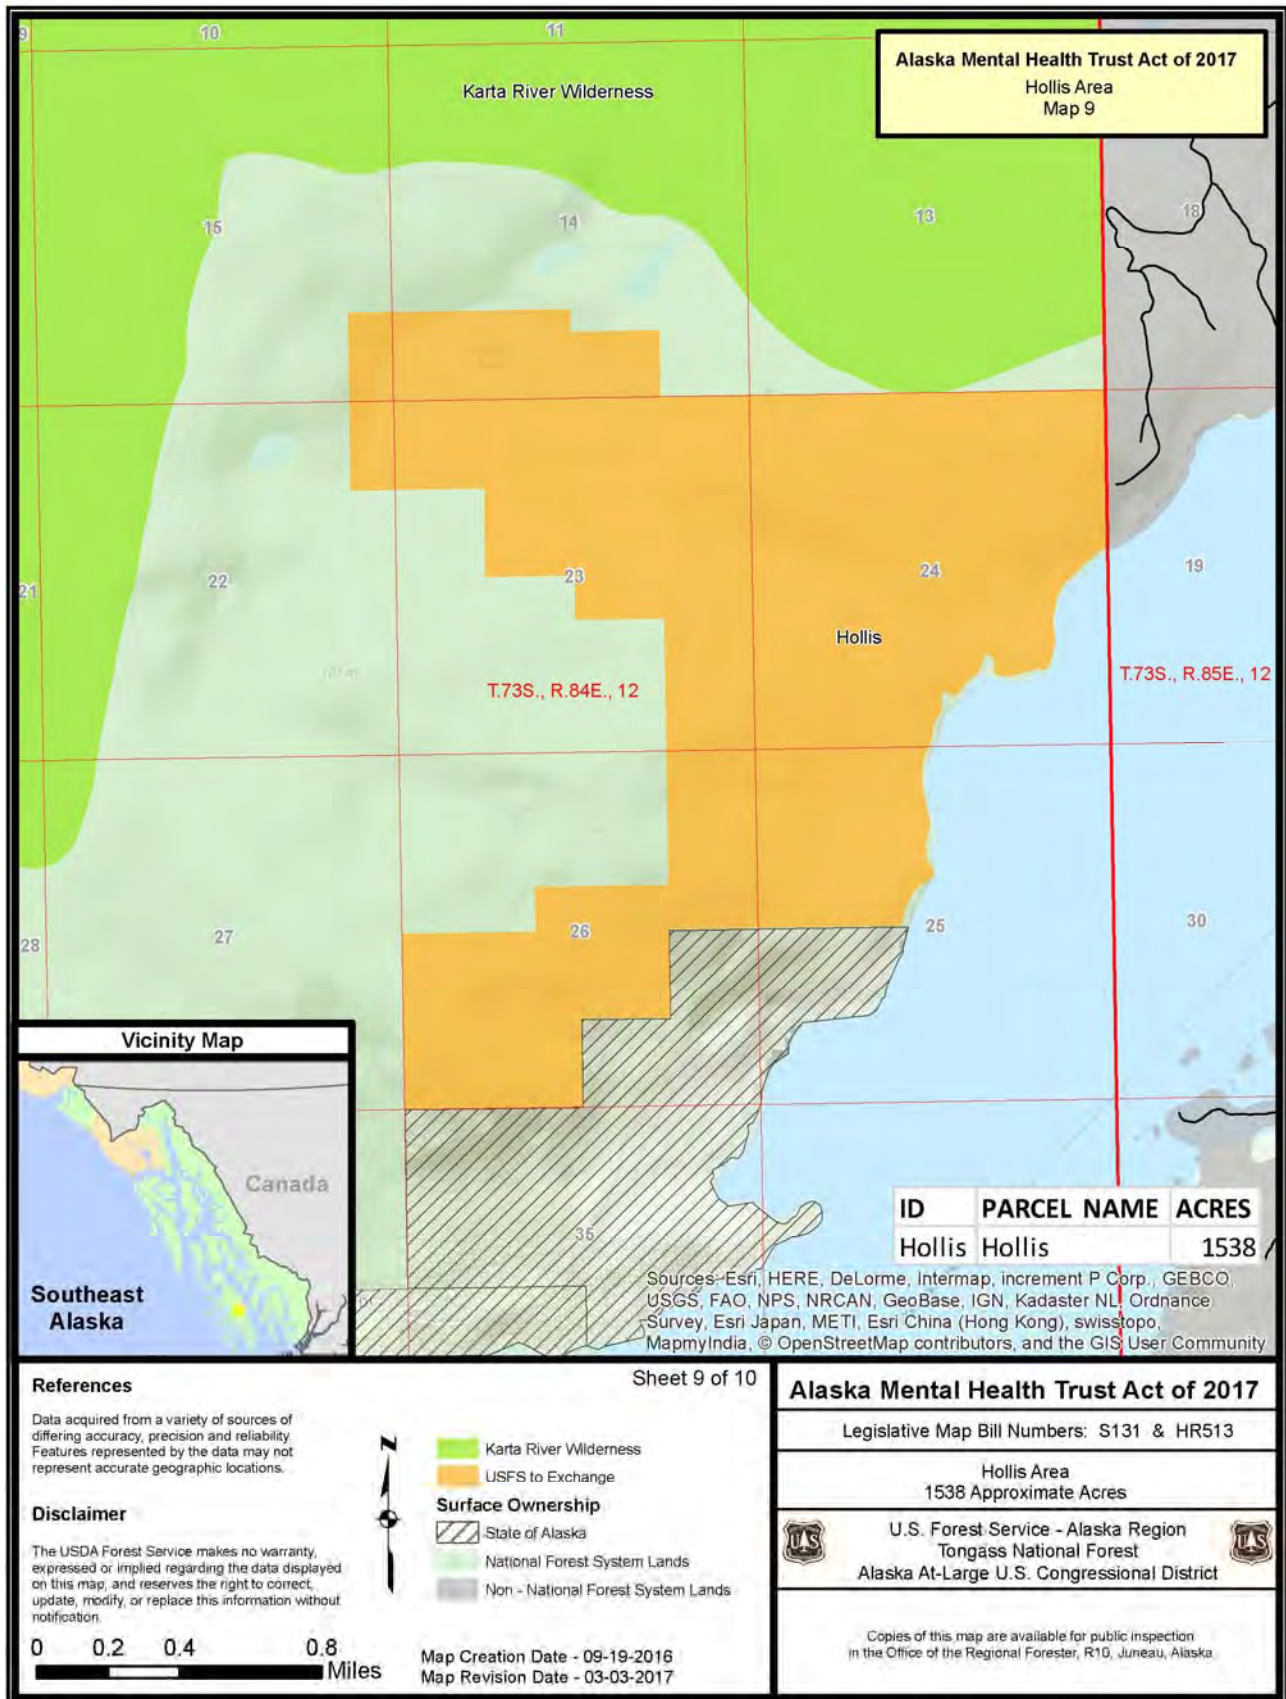 9
10
11
Karta River Wilderness
Alaska Mental Health Trust Act of 2017
Hollis Area
Map 9
15
14
13
18
21
22
23
24
19
Hollis
T.73S., R.84E., 12
T.73S., R.85E., 12
28
27
26
25
30
35
Vicinity Map
Canada
Southeast
Alaska
ID PARCEL NAME ACRES
Hollis Hollis 1538
Sources: Esri, HERE, DeLorme, Intermap, increment P Corp., GEBCO,
USGS, FAO, NPS, NRCAN, GeoBase, IGN, Kadaster NL, Ordnance
Survey, Esri Japan, METI, Esri China (Hong Kong), swisstopo,
MapmyIndia, © OpenStreetMap contributors, and the GIS User Community
References
Data acquired from a variety of sources of
differing accuracy, precision and reliability.
Features represented by the data may not
represent accurate geographic locations.
Disclaimer
The USDA Forest Service makes no warranty,
expressed or implied regarding the data displayed
on this map, and reserves the right to correct,
update, modify, or replace this information without
notification.
0 0.2 0.4 0.8
Miles
Sheet 9 of 10
N
Karta River Wilderness
USFS to Exchange
Surface Ownership
State of Alaska
National Forest System Lands
Non - National Forest System Lands
Map Creation Date - 09-19-2016
Map Revision Date - 03-03-2017
Alaska Mental Health Trust Act of 2017
Legislative Map Bill Numbers: S131 & HR513
Hollis Area
1538 Approximate Acres
U.S. Forest Service - Alaska Region
Tongass National Forest
Alaska At-Large U.S. Congressional District
Copies of this map are available for public inspection
in the Office of the Regional Forester, R10, Juneau, Alaska